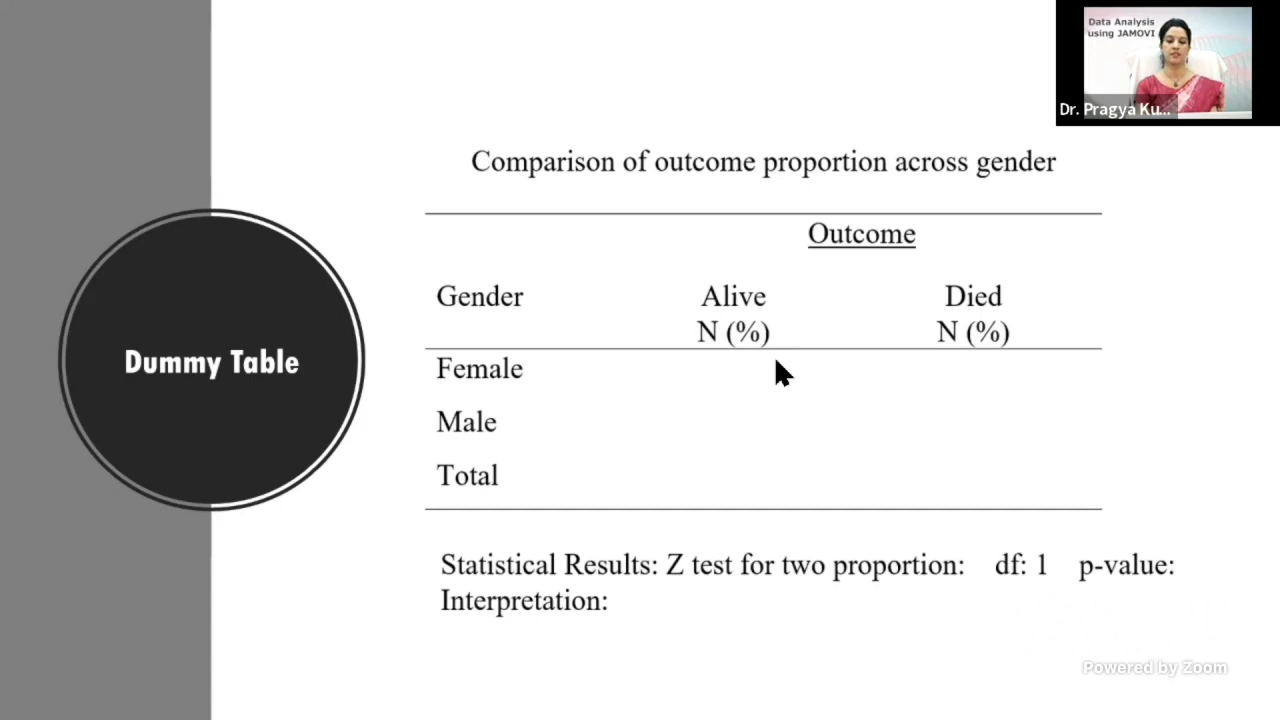 Data Analysis
using JAMOVI
Dr. Pragya Ku...
Comparison of outcome proportion across gender
Outcome
Gender Alive Died
N (%) N (%)
Dummy Table
Female
Male
Total
Statistical Results: Z test for two proportion: df: 1 p-value:
Interpretation:
Powered by Zoom